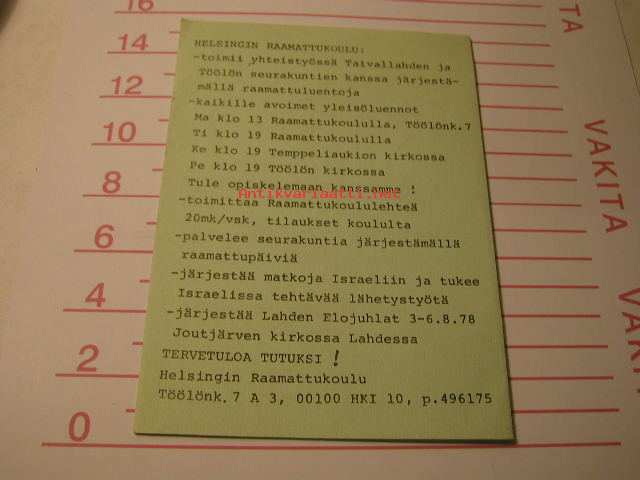 HELSINGIN RAAMATTUKOULU:
-toimii yhteistyössä Taivallahden ja
Töölön seurakuntien kanssa järjestä-
mällä raamattuluentoja
-kaikille avoimet yleisöluennot
Ma klo 13 Raamattukoululla, Töölönk.7
Ti klo 19 Raamattukoululla
Ke klo 19 Temppeliaukion kirkossa
Pe klo 19 Töölön kirkossa
Tule opiskelemaan kanssamme !
Antikvariaatti.net
-toimittaa Raamattukoululehteä
20mk/vsk, tilaukset koululta
-palvelee seurakuntia järjestämällä
raamattupäiviä
-järjestää matkoja Israeliin ja tukee
Israelissa tehtävää lähetystyötä
-järjestää Lahden Elojuhlat 3-6.8.78
Joutjärven kirkossa Lahdessa
TERVETULOA TUTUKSI !
Helsingin Raamattukoulu
Töölönk.7 A 3, 00100 HKI 10, p.496175
16
14
12
10
8
6
4
2
0
TA
VAKITA
VAKITA